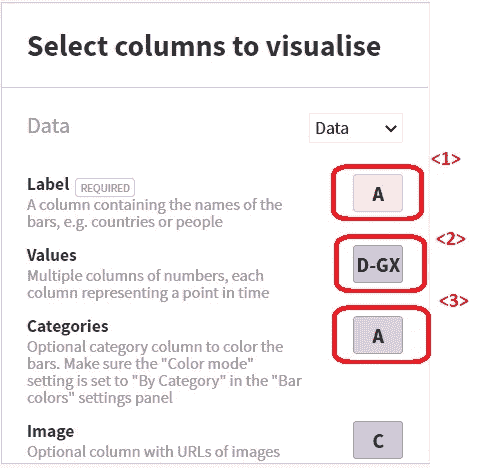 Select columns to visualise
Data
Data
<1>
Label REQUIRED
A
A column containing the names of the
bars, e.g. countries or people
<2>
Values
D-GX
Multiple columns of numbers, each
column representing a point in time
<3>
Categories
A
Optional category column to color the
bars. Make sure the "Color mode"
setting is set to "By Category" in the "Bar
colors" settings panel
Image
C
Optional column with URLs of images